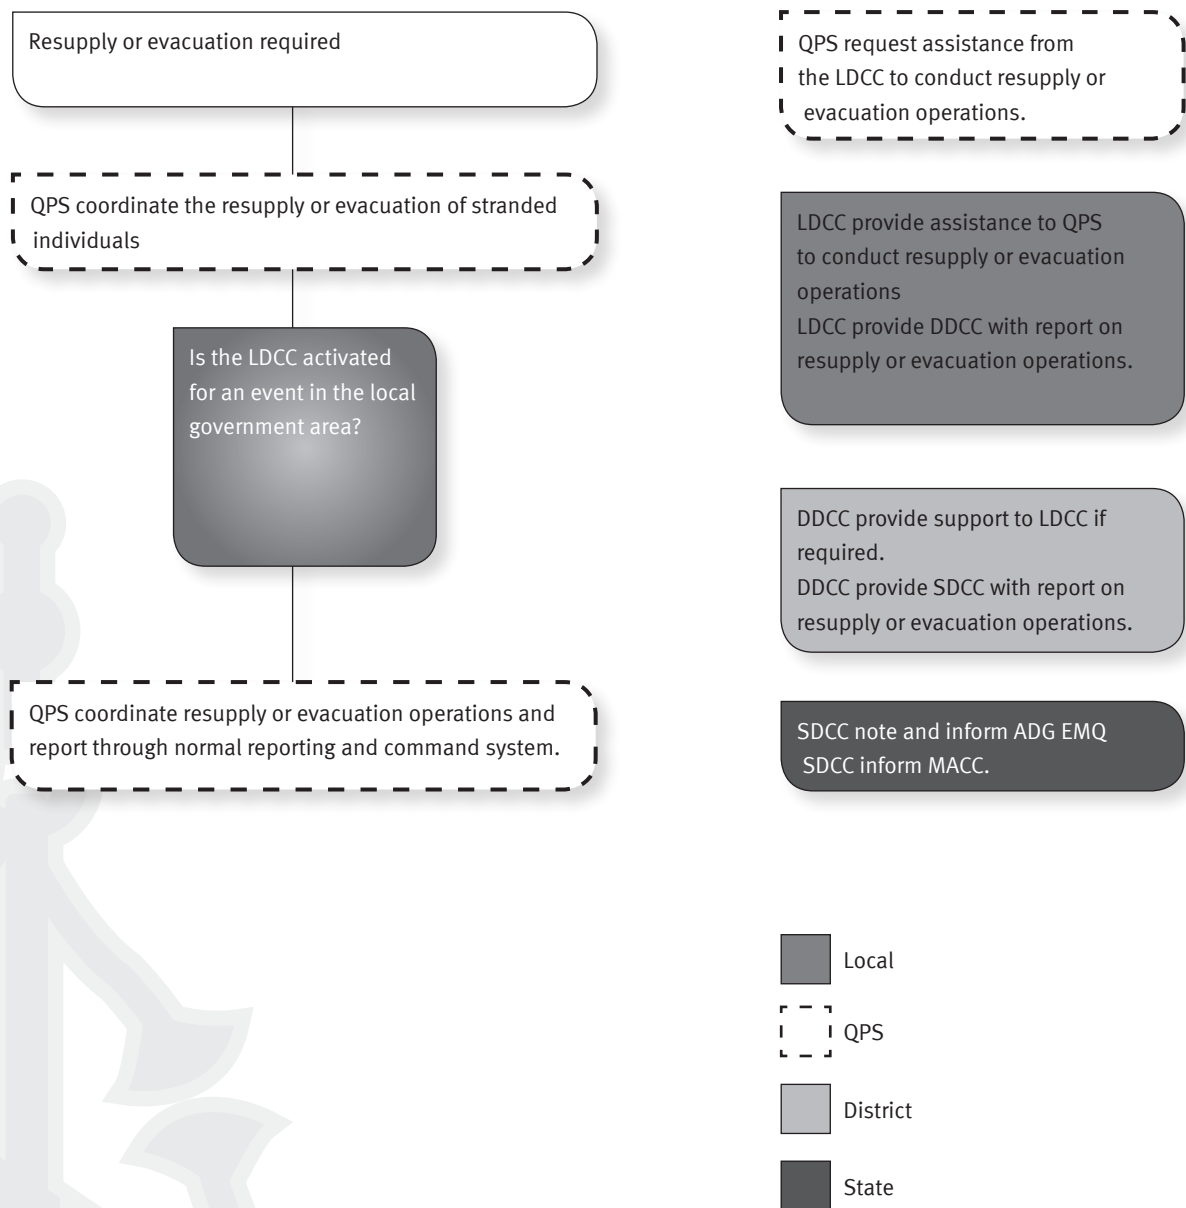 Resupply or evacuation required
QPS coordinate the resupply or evacuation of stranded
individuals
Is the LDCC activated
for an event in the local
government area?
QPS coordinate resupply or evacuation operations and
report through normal reporting and command system.
QPS request assistance from
the LDCC to conduct resupply or
evacuation operations.
LDCC provide assistance to QPS
to conduct resupply or evacuation
operations
LDCC provide DDCC with report on
resupply or evacuation operations.
DDCC provide support to LDCC if
required.
DDCC provide SDCC with report on
resupply or evacuation operations.
SDCC note and inform ADG EMQ
SDCC inform MACC.
Local
QPS
District
State